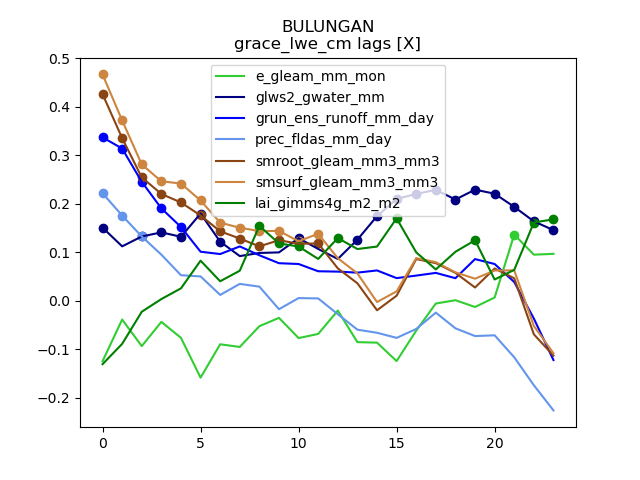 BULUNGAN
grace_lwe_cm lags [X]
0.5
0.4
0.3
0.2
0.1
0.0
−0.1
−0.2
e_gleam_mm_mon
glws2_gwater_mm
grun_ens_runoff_mm_day
prec_fldas_mm_day
smroot_gleam_mm3_mm3
smsurf_gleam_mm3_mm3
lai_gimms4g_m2_m2
0 5 10 15 20